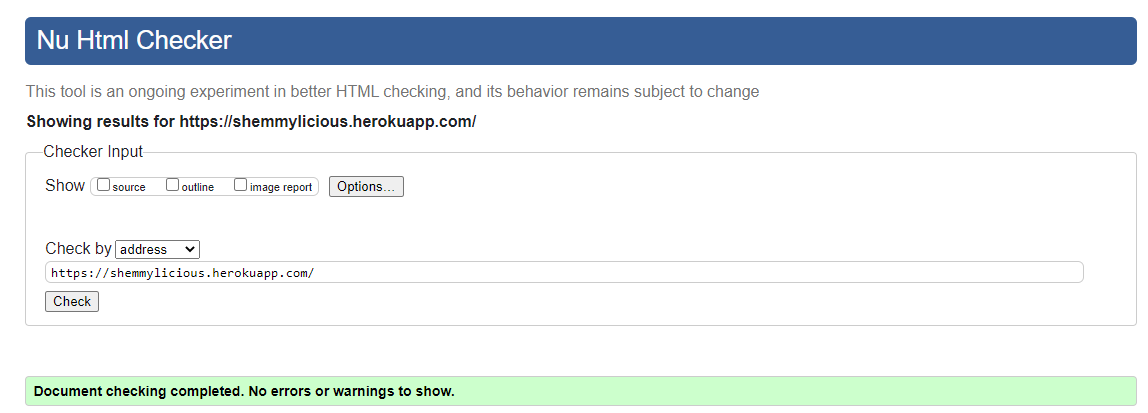 Nu Html Checker
This tool is an ongoing experiment in better HTML checking, and its behavior remains subject to change
Showing results for https://shemmylicious.herokuapp.com/
Checker Input
Show source outline image report Options...
Check by address
https://shemmylicious.herokuapp.com/
Check
Document checking completed. No errors or warnings to show.